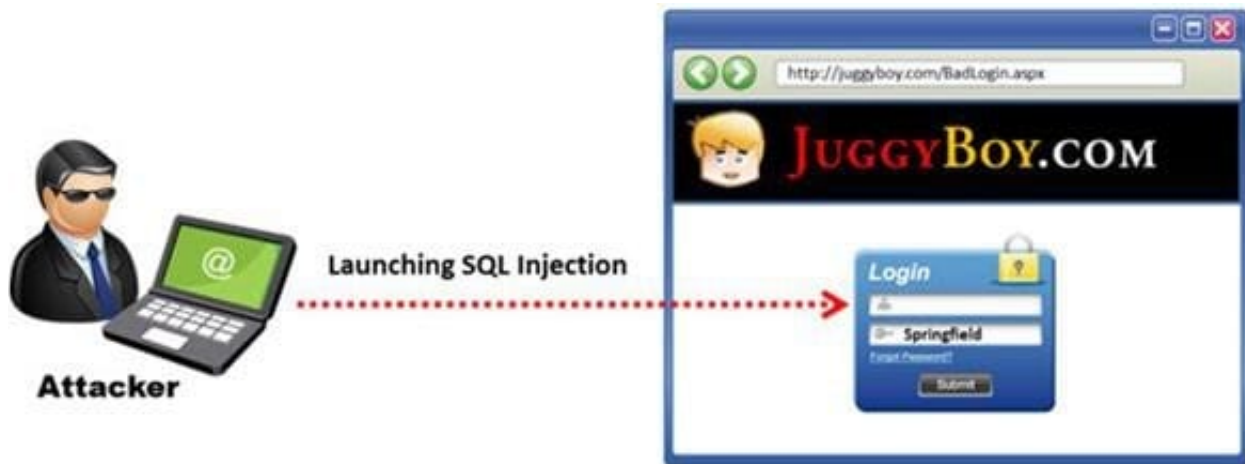 http://juggyboy.com/BadLogin.aspx
JUGGYBOY.COM
@
Launching SQL Injection
Login
Springfield
Forgot Password?
Submit
Attacker